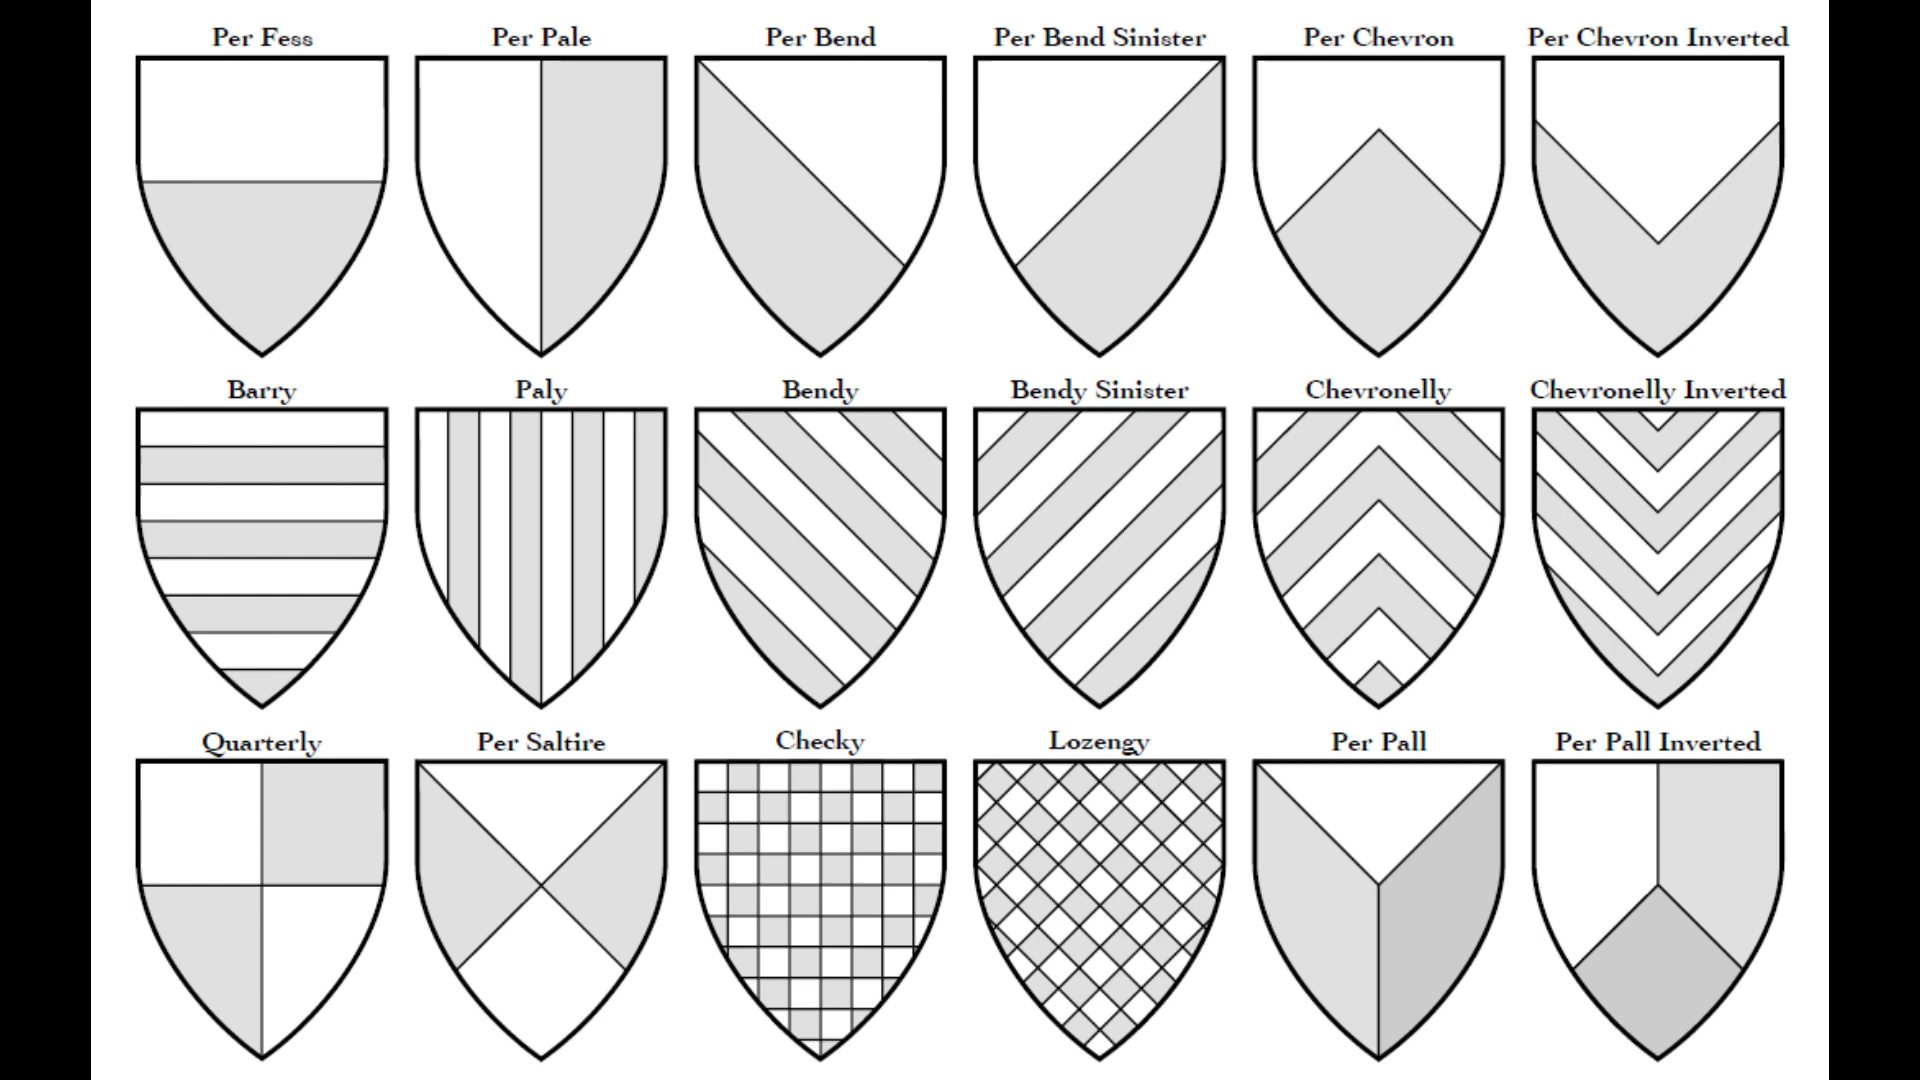 Per Fess
Per Pale
Per Bend
Per Bend Sinister
Per Chevron
Per Chevron Inverted
Barry
Paly
Bendy
Bendy Sinister
Chevronelly
Chevronelly Inverted
Quarterly
Per Saltire
Checky
Lozengy
Per Pall
Per Pall Inverted